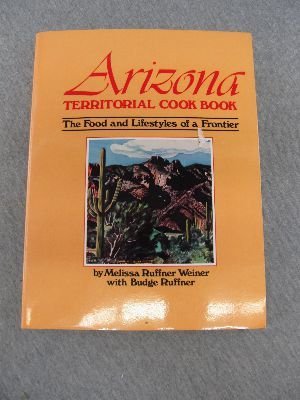 Arizona
TERRITORIAL COOK BOOK
The Food and Lifestyles of a Frontier
by Melissa Ruffner Weiner
with Budge Ruffner